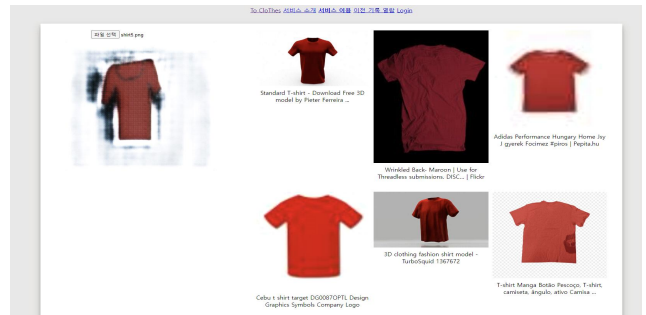 To CloThes 서비스 소개 서비스 이용 이전 기록 열람 Login
파일 선택 shirt5.png
Standard T-shirt - Download Free 3D
model by Pieter Ferreira ...
Wrinkled Back- Maroon | Use for
Threadless submissions, DISC... | Flickr
Adidas Performance Hungary Home Jsy
J gyerek Focimez #piros | Pepita.hu
Cebu t shirt target DG0087OPTL Design
Graphics Symbols Company Logo
3D clothing fashion shirt model -
TurboSquid 1367672
T-shirt Manga Botão Pescoço, T-shirt,
camiseta, ângulo, ativo Camisa ...